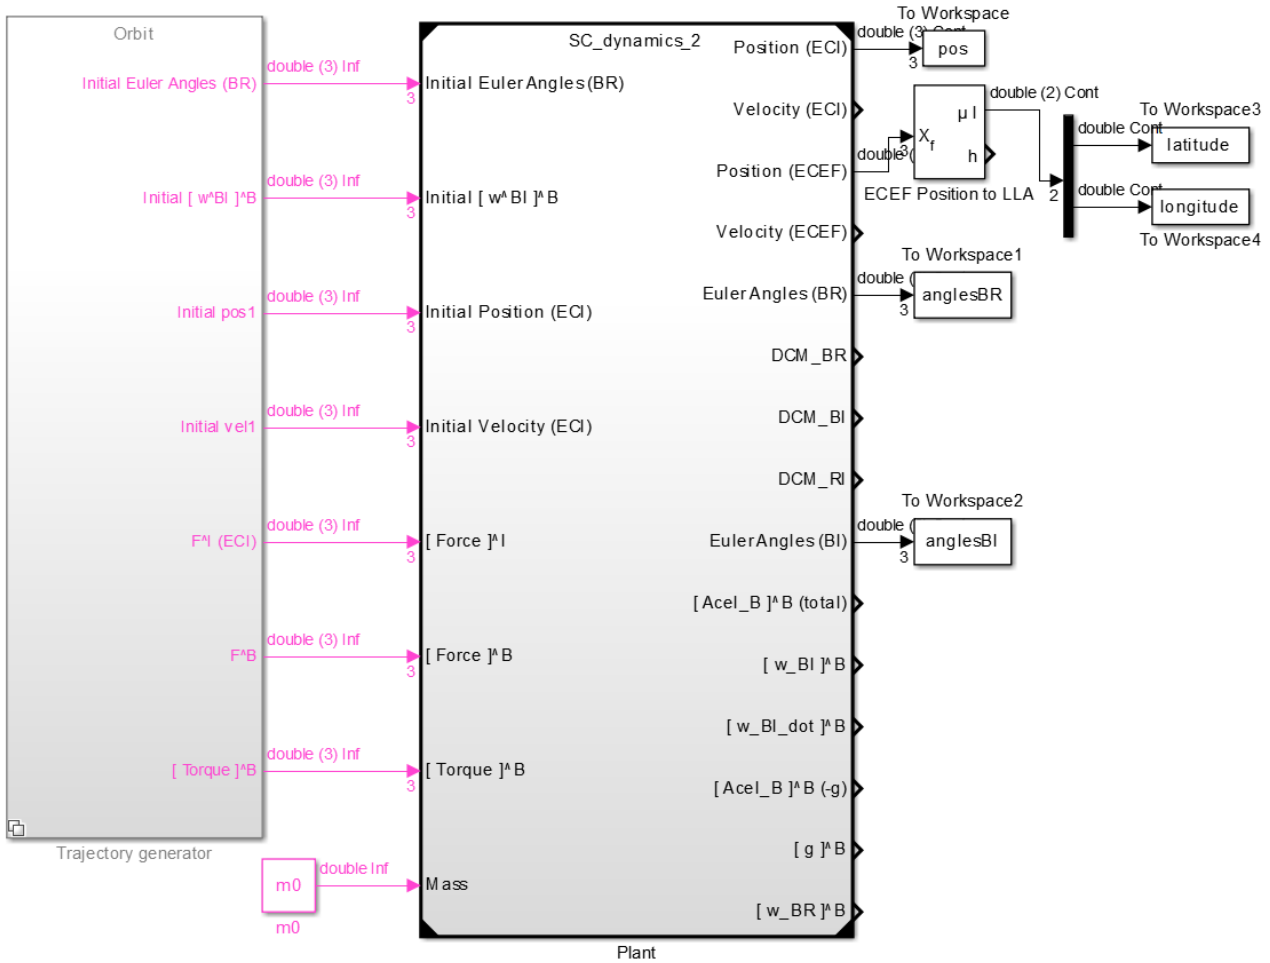 Orbit
Initial Euler Angles (BR)
Initial [ w^BI ]^B
Initial pos1
Initial vel1
F^I (ECI)
F^B
[ Torque ]^B
Trajectory generator
m0
m0
double (3) Inf
3
double (3) Inf
3
double (3) Inf
3
double (3) Inf
3
double (3) Inf
3
double (3) Inf
3
double (3) Inf
3
double Inf
SC_dynamics_2
Initial Euler Angles (BR)
Initial [ w^BI ]^B
Initial Position (ECI)
Initial Velocity (ECI)
[ Force ]^I
[ Force ]^B
[ Torque ]^B
Mass
Position (ECI)
Velocity (ECI)
Position (ECEF)
Velocity (ECEF)
Euler Angles (BR)
DCM_BR
DCM_BI
DCM_RI
Euler Angles (BI)
[ Acel_B ]^B (total)
[ w_BI ]^B
[ w_BI_dot ]^B
[ Acel_B ]^B (-g)
[ g ]^B
[ w_BR ]^B
Plant
To Workspace
double (3) Cont
3
pos
double (
3
X_f
μ l
h
ECEF Position to LLA
double (2) Cont
2
To Workspace3
double Cont
latitude
double Cont
longitude
To Workspace4
To Workspace1
double (
3
anglesBR
To Workspace2
double (
3
anglesBI